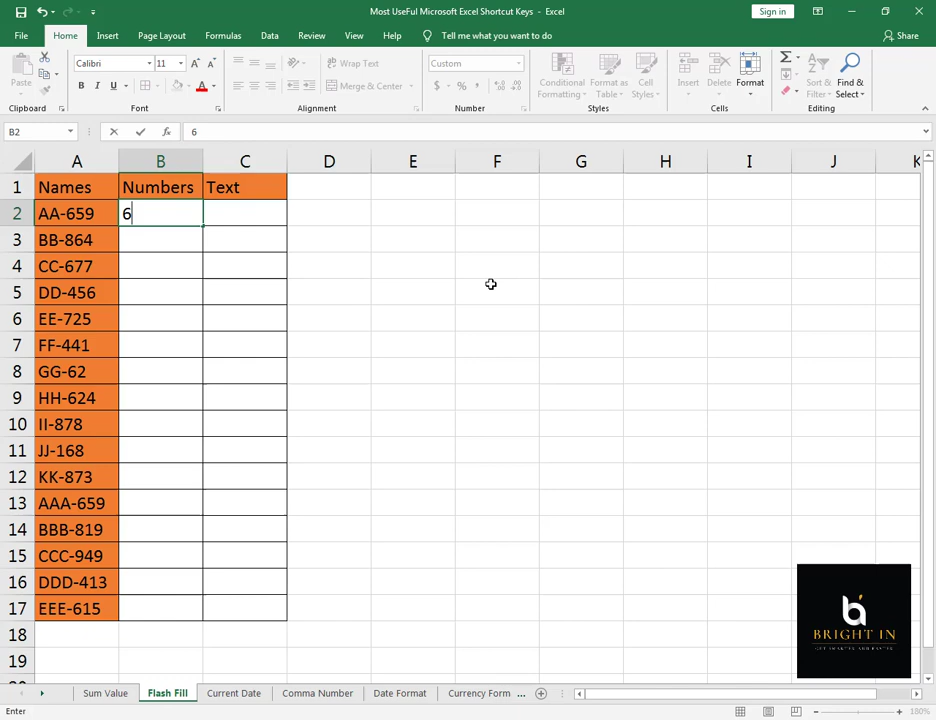 Most UseFul Microsoft Excel Shortcut Keys - Excel
Sign in
File Home Insert Page Layout Formulas Data Review View Help Tell me what you want to do Share
Paste
Calibri 11
B I U
Wrap Text
Merge & Center
Custom
$ %
Conditional Formatting
Format as Table
Cell Styles
Insert
Delete
Format
Sort & Filter
Find & Select
Clipboard Font Alignment Number Styles Cells Editing
B2 fx 6
A B C D E F G H I J K
1 Names Numbers Text
2 AA-659 6
3 BB-864
4 CC-677
5 DD-456
6 EE-725
7 FF-441
8 GG-62
9 HH-624
10 II-878
11 JJ-168
12 KK-873
13 AAA-659
14 BBB-819
15 CCC-949
16 DDD-413
17 EEE-615
18
19
20
b
BRIGHT IN
Sum Value Flash Fill Current Date Comma Number Date Format Currency Form ...
Enter 180%